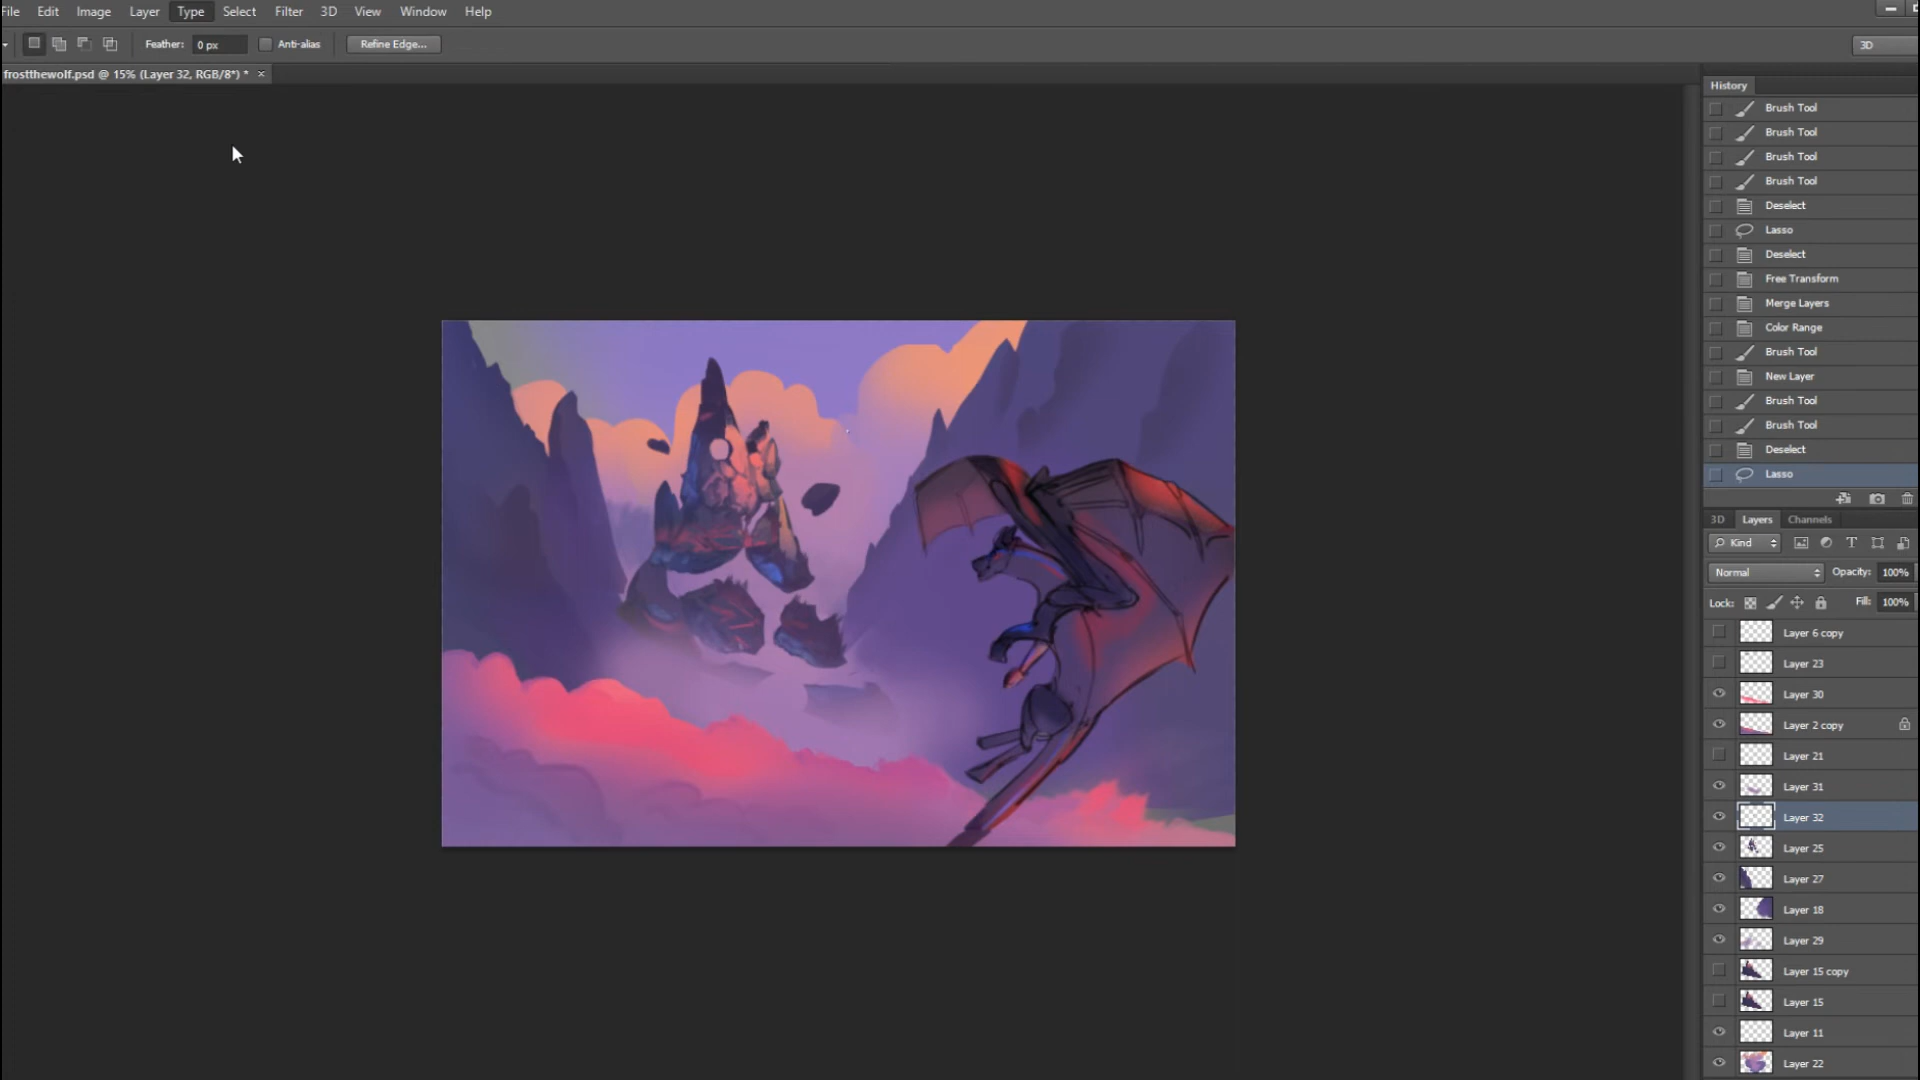 File Edit Image Layer Type Select Filter 3D View Window Help
Feather: 0 px Anti-alias Refine Edge... 3D
frostthewolf.psd @ 15% (Layer 32, RGB/8*) * ×
History
Brush Tool
Brush Tool
Brush Tool
Brush Tool
Deselect
Lasso
Deselect
Free Transform
Merge Layers
Color Range
Brush Tool
New Layer
Brush Tool
Brush Tool
Deselect
Lasso
3D Layers Channels
Kind
Normal Opacity: 100%
Lock: Fill: 100%
Layer 6 copy
Layer 23
Layer 30
Layer 2 copy
Layer 21
Layer 31
Layer 32
Layer 25
Layer 27
Layer 18
Layer 29
Layer 15 copy
Layer 15
Layer 11
Layer 22